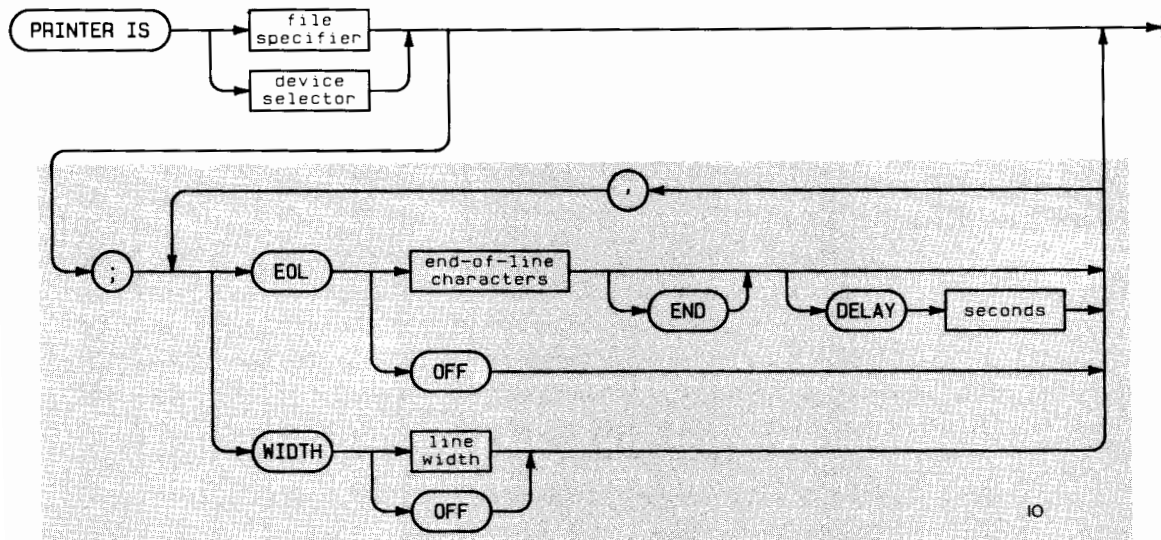 PRINTER IS
file
specifier
device
selector
,
;
EOL
end-of-line
characters
END
DELAY
seconds
OFF
WIDTH
line
width
OFF
IO